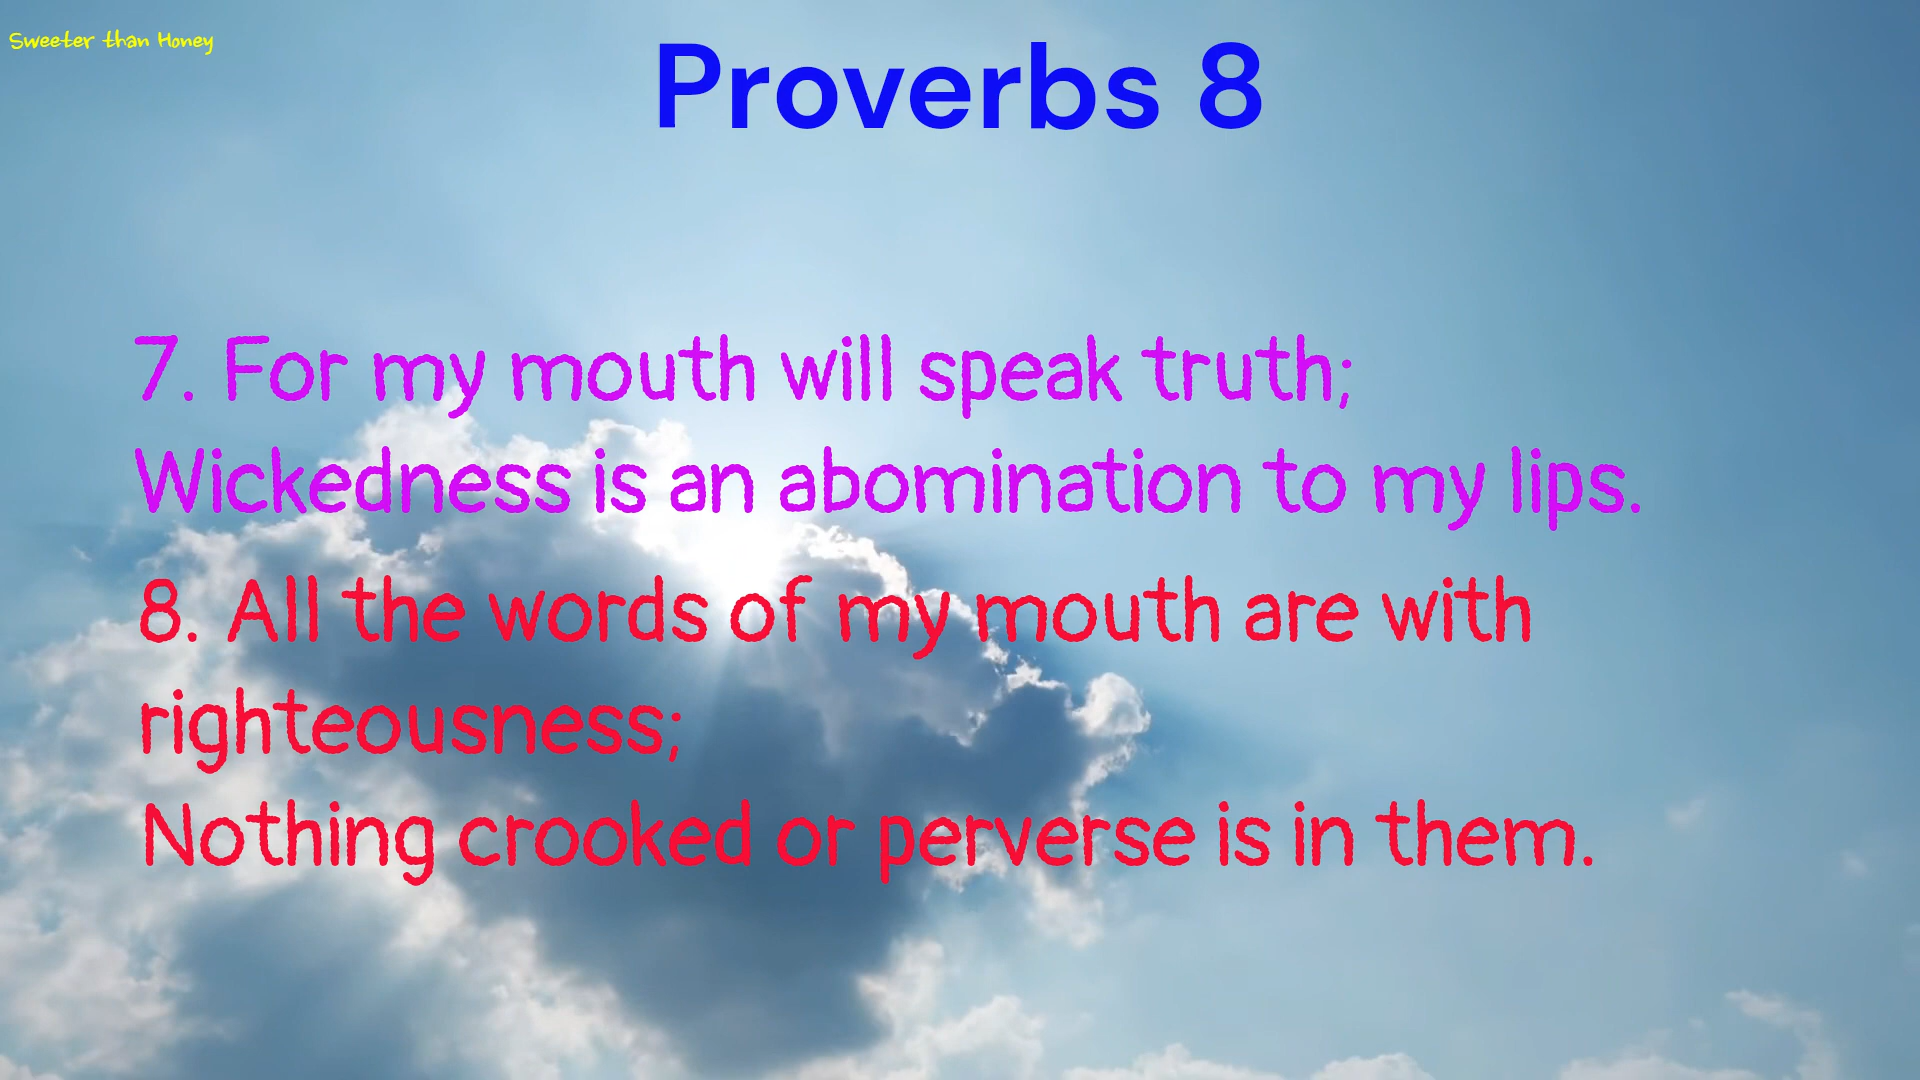 Sweeter than Honey
Proverbs 8
7. For my mouth will speak truth;
Wickedness is an abomination to my lips.
8. All the words of my mouth are with
righteousness;
Nothing crooked or perverse is in them.